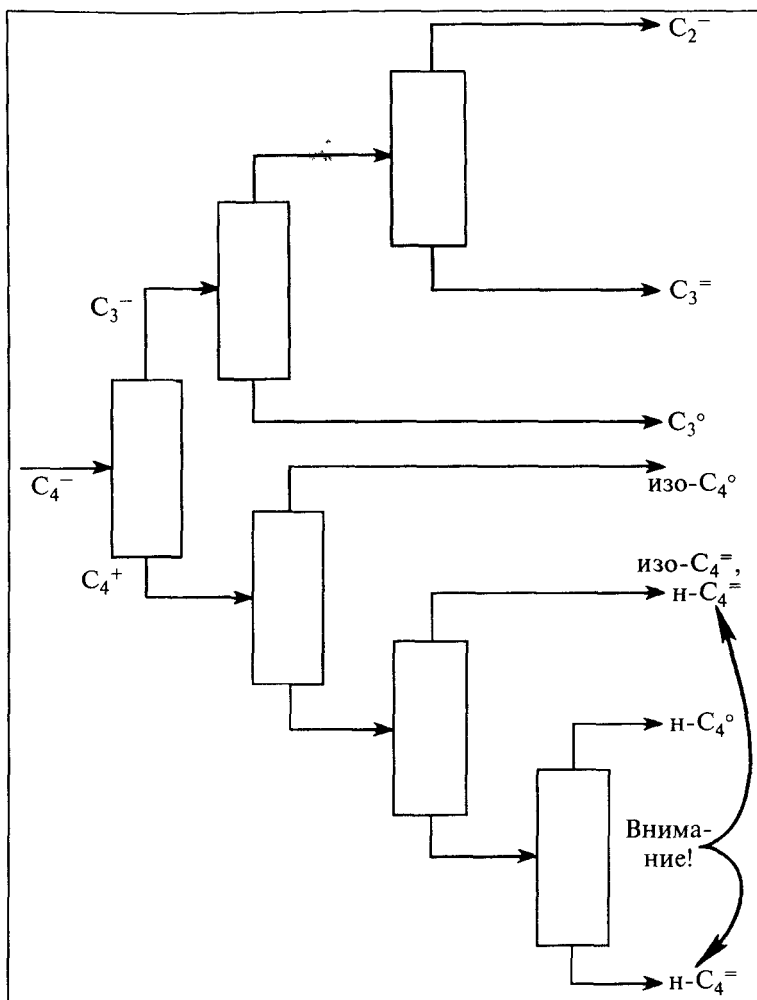 C₂⁻
C₃⁼
C₃⁻
C₃°
C₄⁻
изо-C₄°
C₄⁺
изо-C₄⁼,
н-C₄⁼
н-C₄°
Внима-
ние!
н-C₄⁼